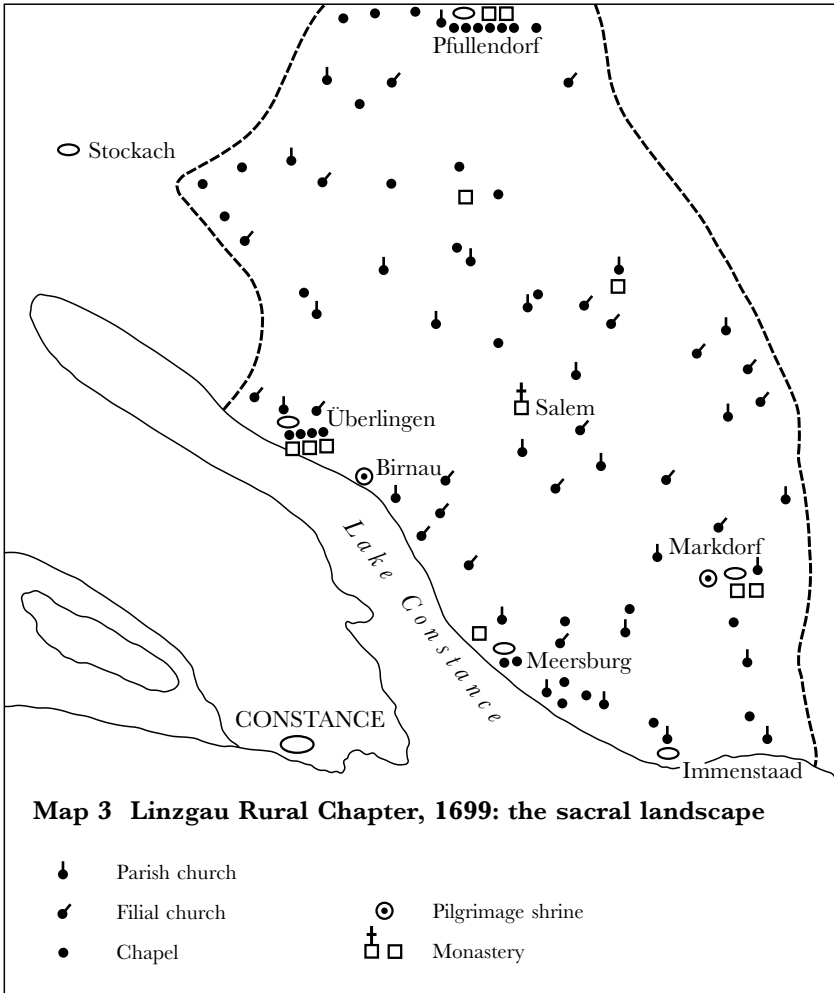 Pfullendorf
Stockach
Überlingen
Salem
Birnau
Lake Constance
Markdorf
Meersburg
CONSTANCE
Immenstaad
Map 3 Linzgau Rural Chapter, 1699: the sacral landscape
Parish church
Filial church
Pilgrimage shrine
Chapel
Monastery